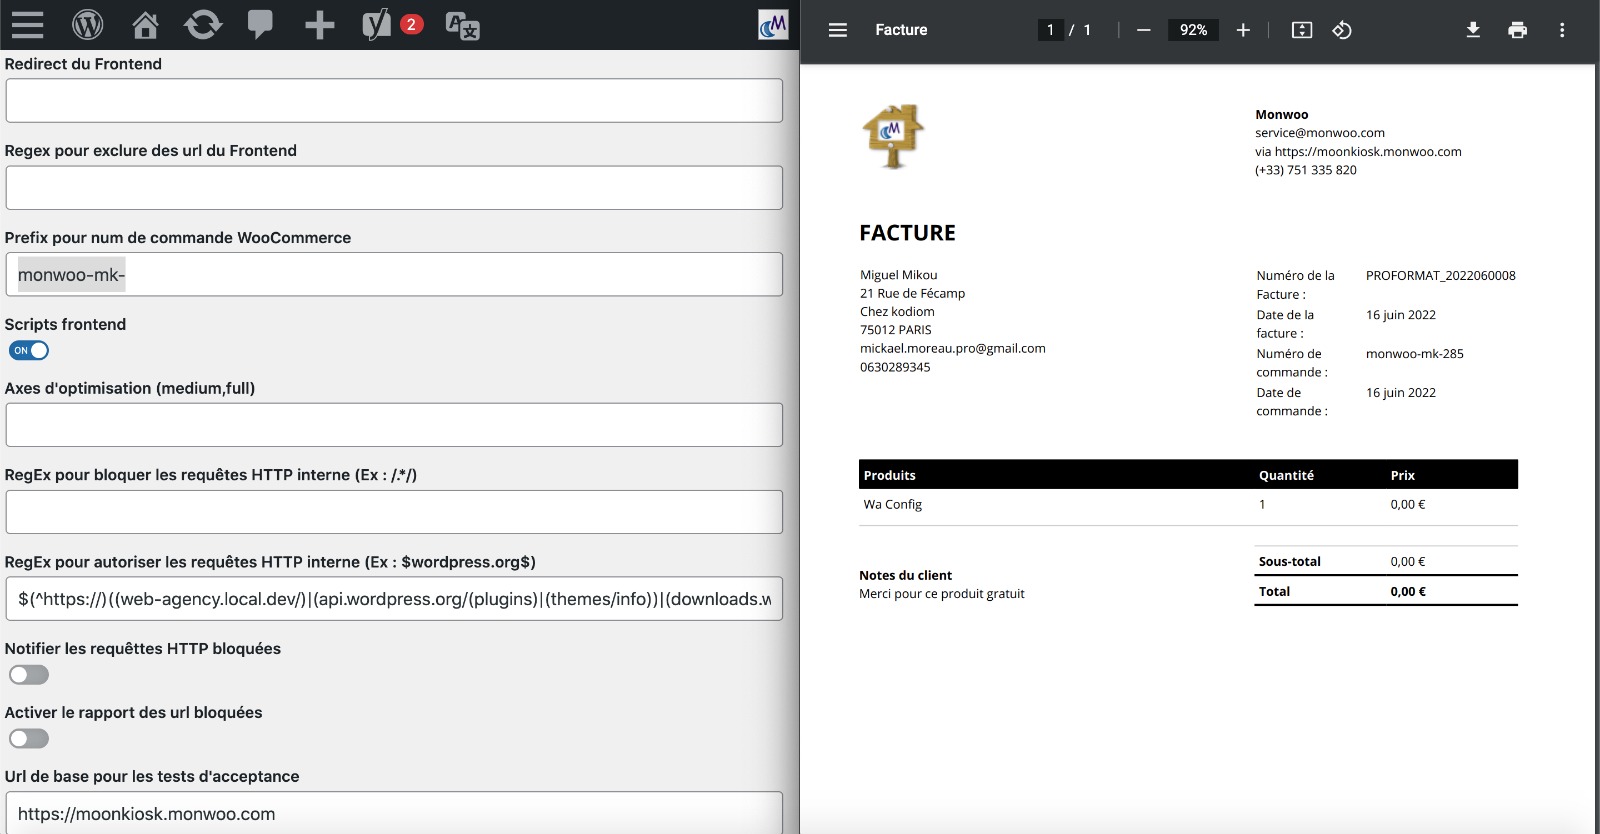 2
Redirect du Frontend
Regex pour exclure des url du Frontend
Prefix pour num de commande WooCommerce
monwoo-mk-
Scripts frontend
ON
Axes d'optimisation (medium,full)
RegEx pour bloquer les requêtes HTTP interne (Ex : /.*/)
RegEx pour autoriser les requêtes HTTP interne (Ex : $wordpress.org$)
$(^https://)((web-agency.local.dev/)|(api.wordpress.org/(plugins)|(themes/info))|(downloads.w
Notifier les requêttes HTTP bloquées
Activer le rapport des url bloquées
Url de base pour les tests d'acceptance
https://moonkiosk.monwoo.com
Facture
1 / 1
92%
Monwoo
service@monwoo.com
via https://moonkiosk.monwoo.com
(+33) 751 335 820
FACTURE
Miguel Mikou
21 Rue de Fécamp
Chez kodiom
75012 PARIS
mickael.moreau.pro@gmail.com
0630289345
Numéro de la Facture : PROFORMAT_2022060008
Date de la facture : 16 juin 2022
Numéro de commande : monwoo-mk-285
Date de commande : 16 juin 2022
Produits Quantité Prix
Wa Config 1 0,00 €
Sous-total 0,00 €
Total 0,00 €
Notes du client
Merci pour ce produit gratuit